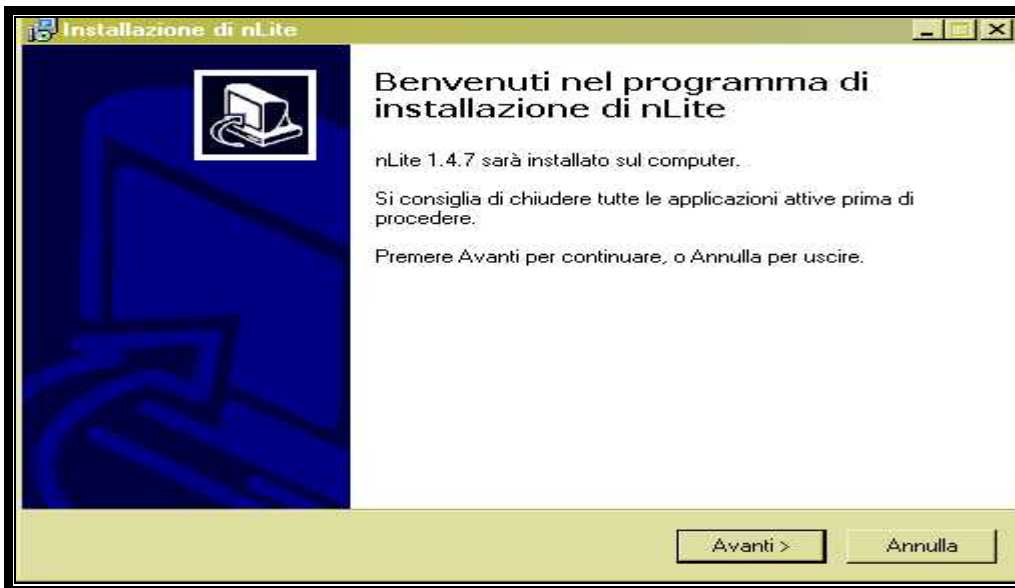 Installazione di nLite
Benvenuti nel programma di
installazione di nLite
nLite 1.4.7 sarà installato sul computer.
Si consiglia di chiudere tutte le applicazioni attive prima di
procedere.
Premere Avanti per continuare, o Annulla per uscire.
Avanti >
Annulla